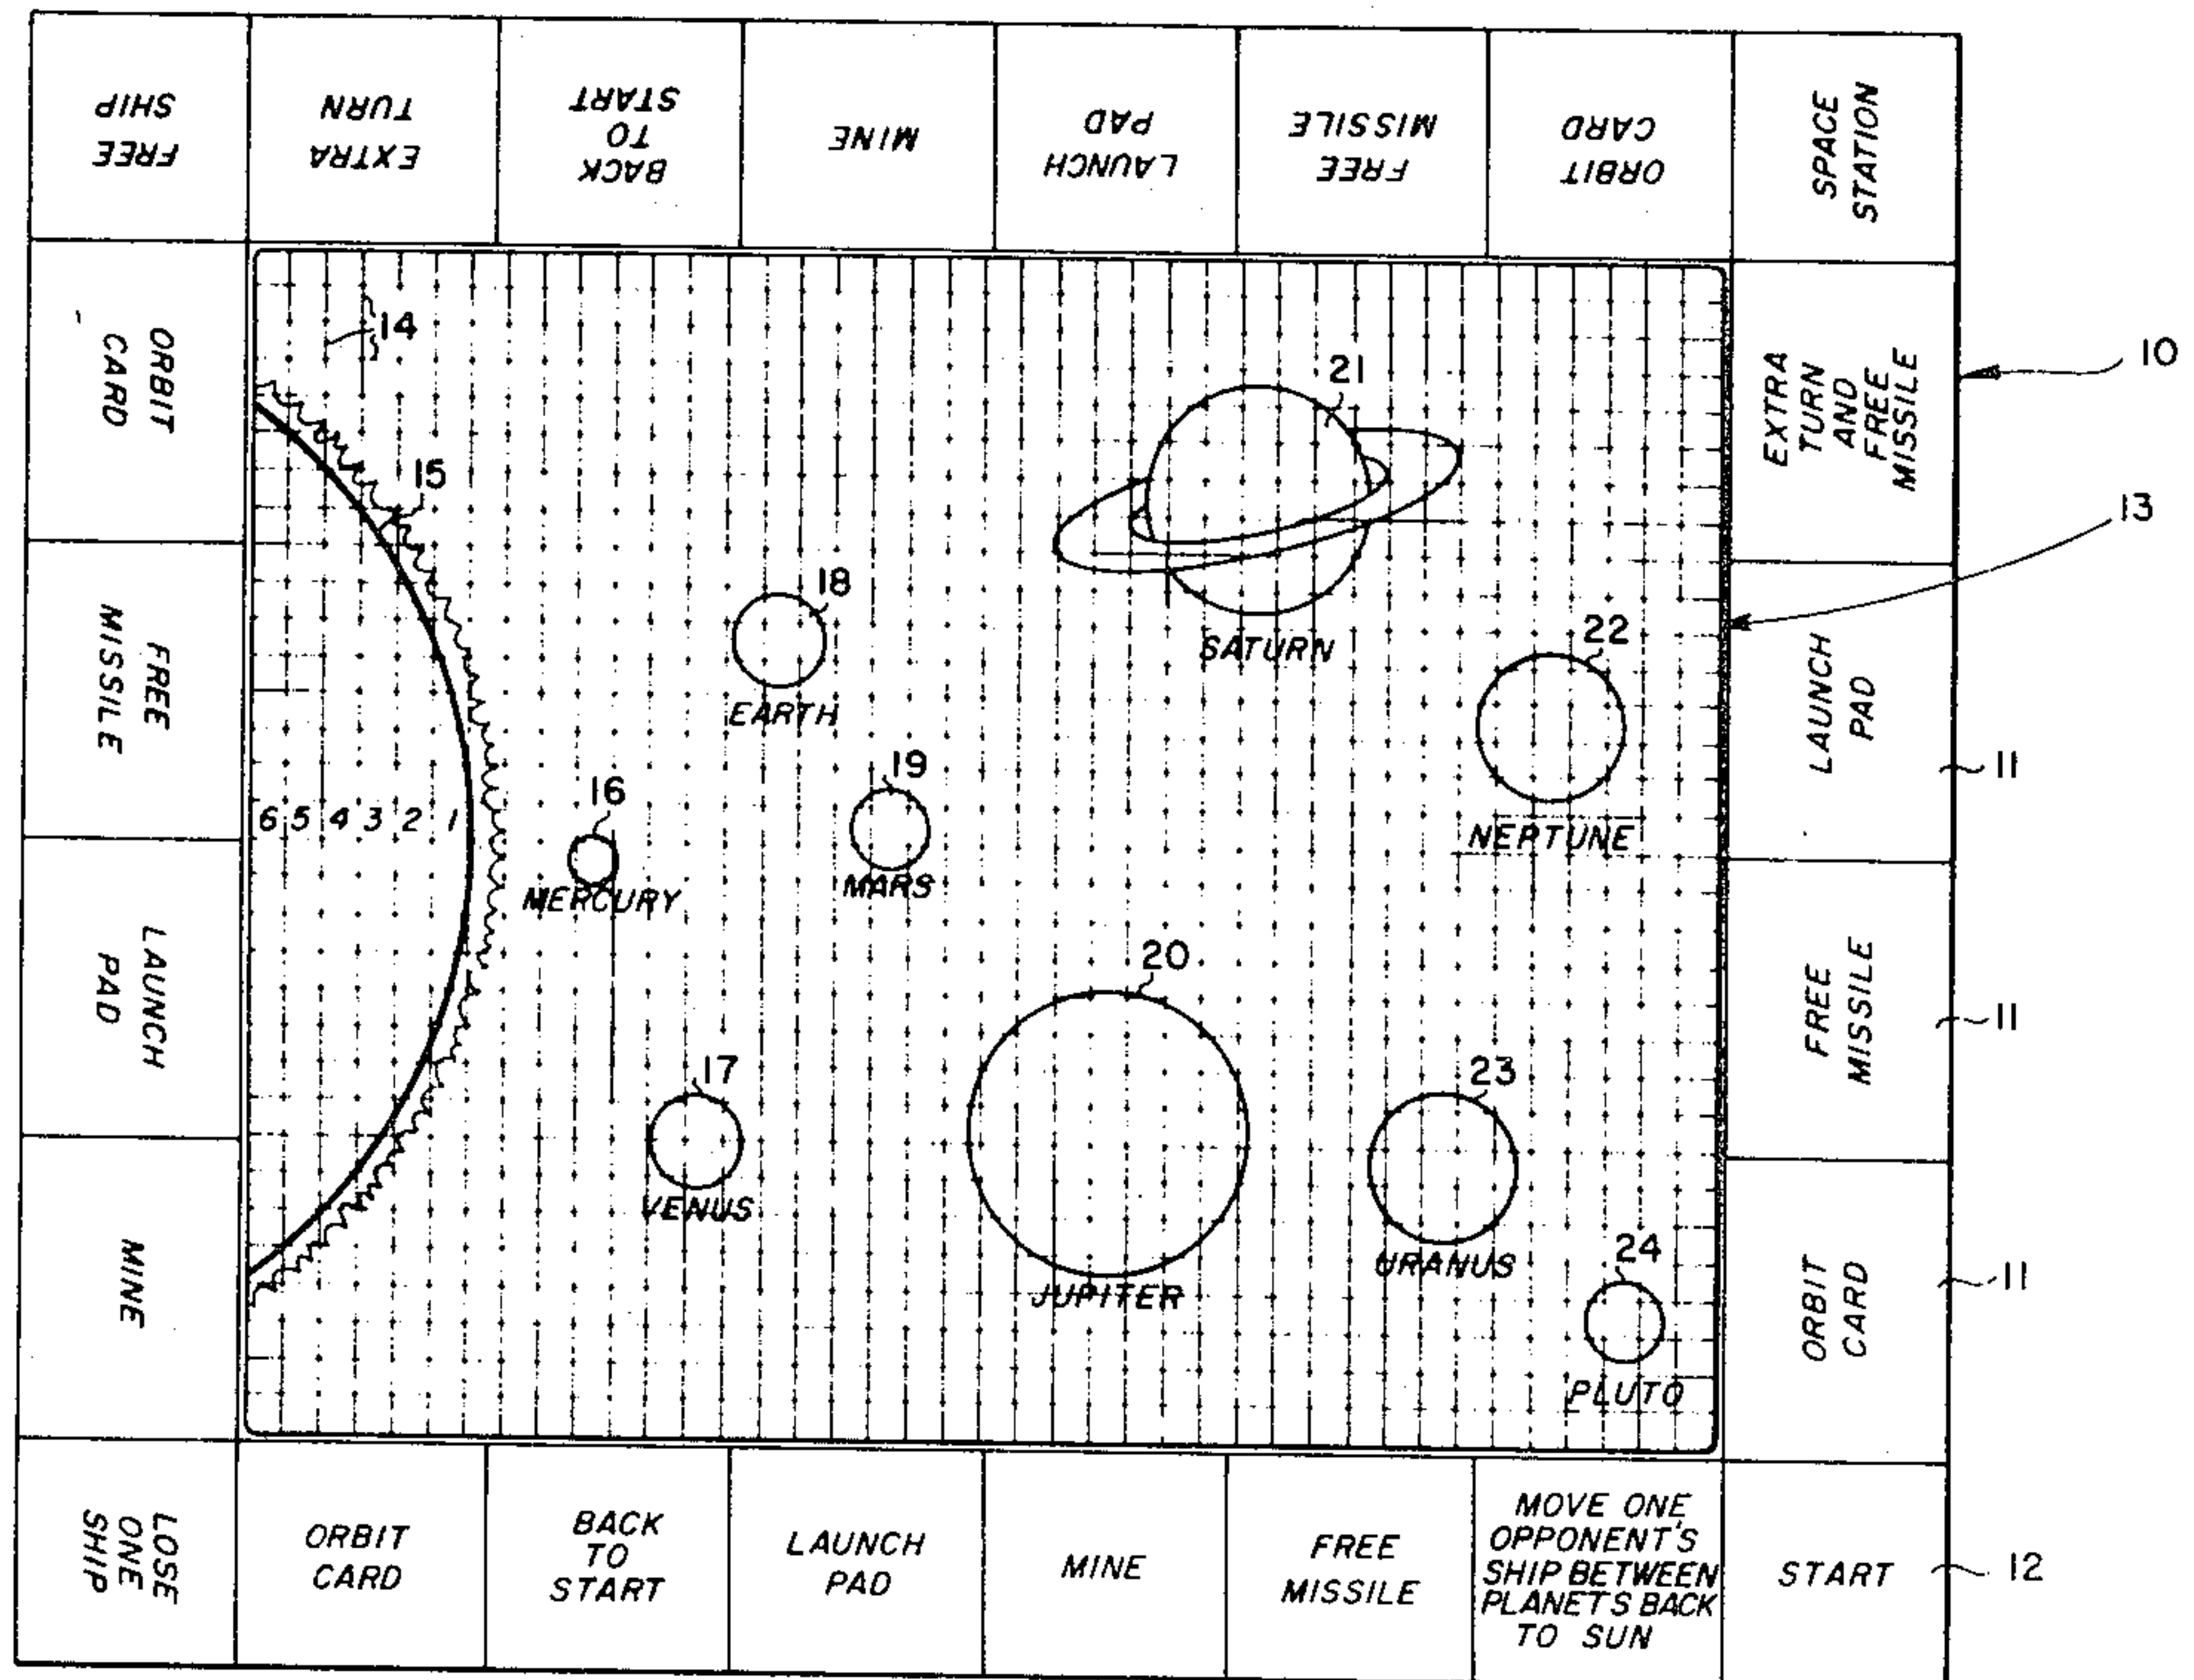 FREE
SHIP
EXTRA
TURN
BACK
TO
START
MINE
LAUNCH
PAD
FREE
MISSILE
ORBIT
CARD
SPACE
STATION
ORBIT
CARD
FREE
MISSILE
LAUNCH
PAD
MINE
LOSE
ONE
SHIP
14
15
6 5 4 3 2 1
16
MERCURY
17
VENUS
18
EARTH
19
MARS
20
JUPITER
21
SATURN
22
NEPTUNE
23
URANUS
24
PLUTO
EXTRA
TURN
AND
FREE
MISSILE
LAUNCH
PAD
FREE
MISSILE
ORBIT
CARD
10
13
11
11
11
ORBIT
CARD
BACK
TO
START
LAUNCH
PAD
MINE
FREE
MISSILE
MOVE ONE
OPPONENT'S
SHIP BETWEEN
PLANETS BACK
TO SUN
START
12